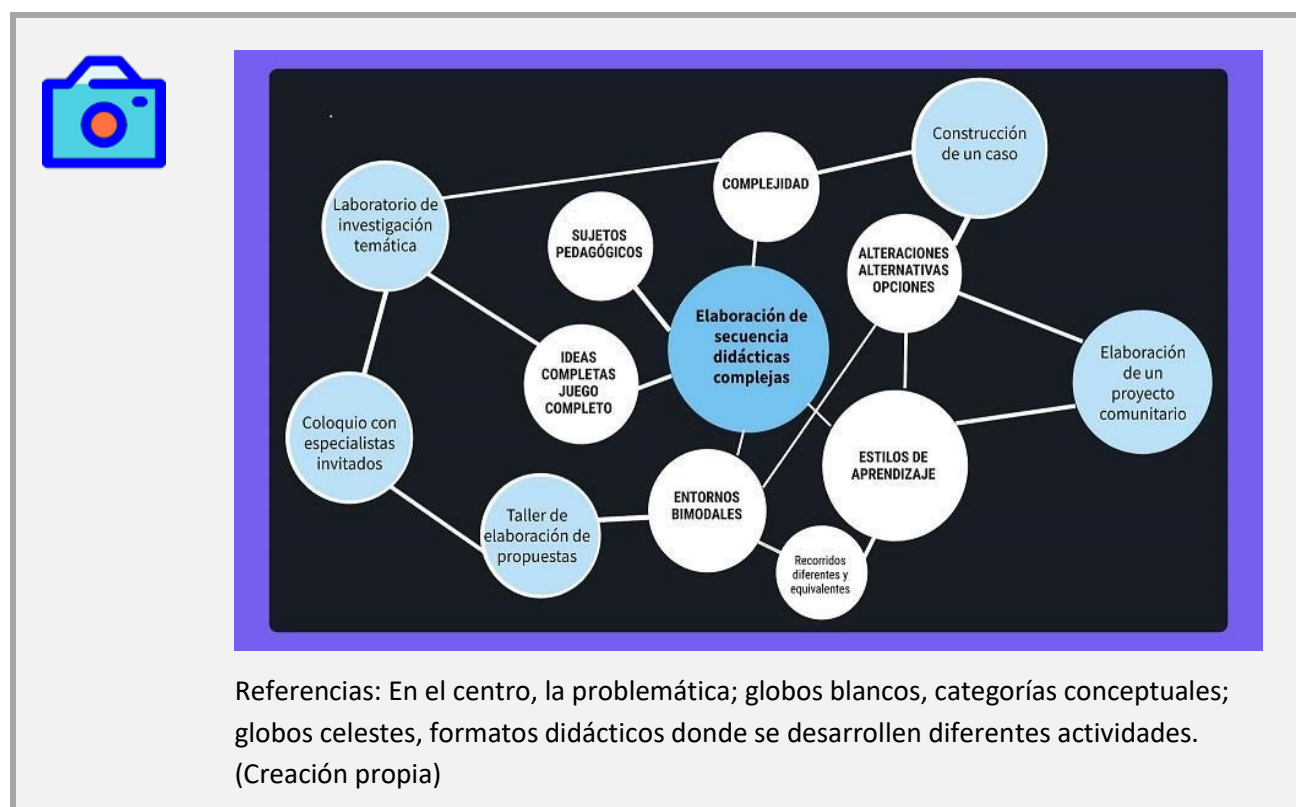 Construcción
de un caso
COMPLEJIDAD
Laboratorio de
investigación
temática
SUJETOS
PEDAGÓGICOS
ALTERACIONES
ALTERNATIVAS
OPCIONES
Elaboración de
secuencia
didácticas
complejas
IDEAS
COMPLETAS
JUEGO
COMPLETO
Elaboración
de un
proyecto
comunitario
Coloquio con
especialistas
invitados
ESTILOS DE
APRENDIZAJE
ENTORNOS
BIMODALES
Taller de
elaboración de
propuestas
Recorridos
diferentes y
equivalentes
Referencias: En el centro, la problemática; globos blancos, categorías conceptuales;
globos celestes, formatos didácticos donde se desarrollen diferentes actividades.
(Creación propia)